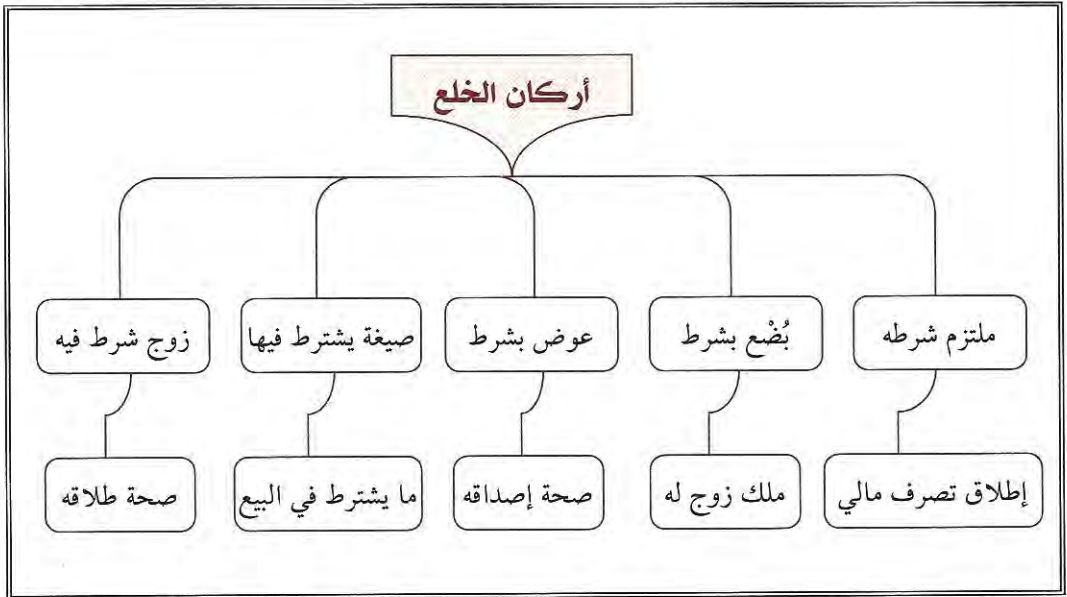 أركان الخلع
ملتزم شرطه
بُضْع بشرط
عوض بشرط
صيغة يشترط فيها
زوج شرط فيه
إطلاق تصرف مالي
ملك زوج له
صحة إصداقه
ما يشترط في البيع
صحة طلاقه